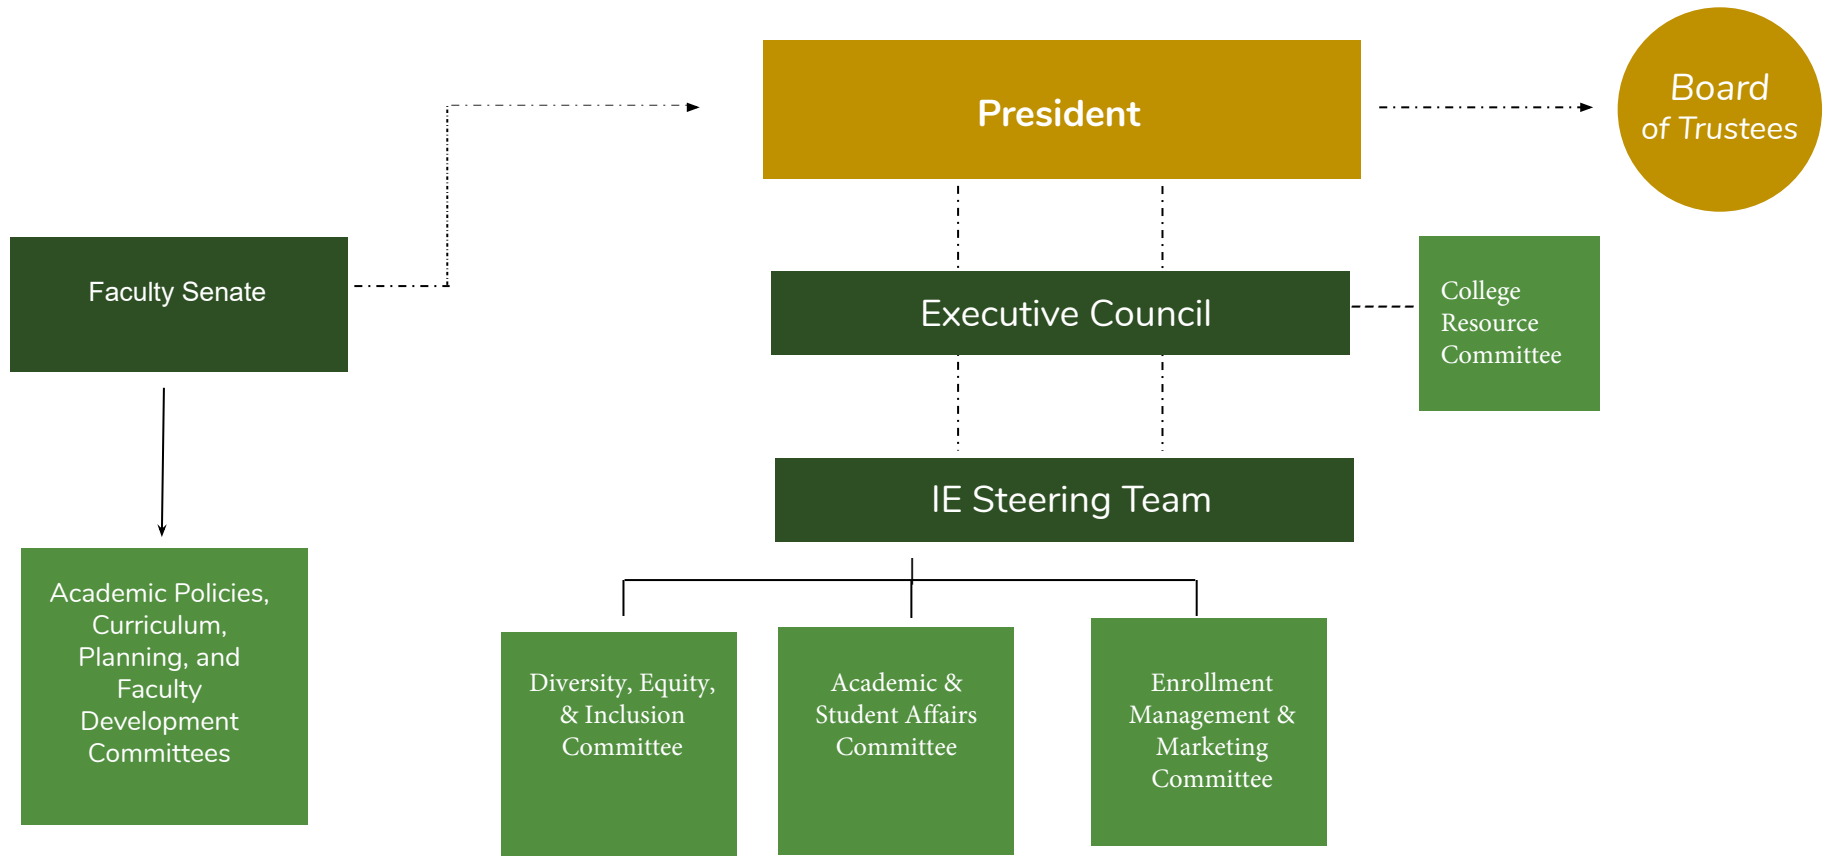 President
Board
of Trustees
Faculty Senate
Executive Council
College
Resource
Committee
IE Steering Team
Academic Policies,
Curriculum,
Planning, and
Faculty
Development
Committees
Diversity, Equity,
& Inclusion
Committee
Academic &
Student Affairs
Committee
Enrollment
Management &
Marketing
Committee